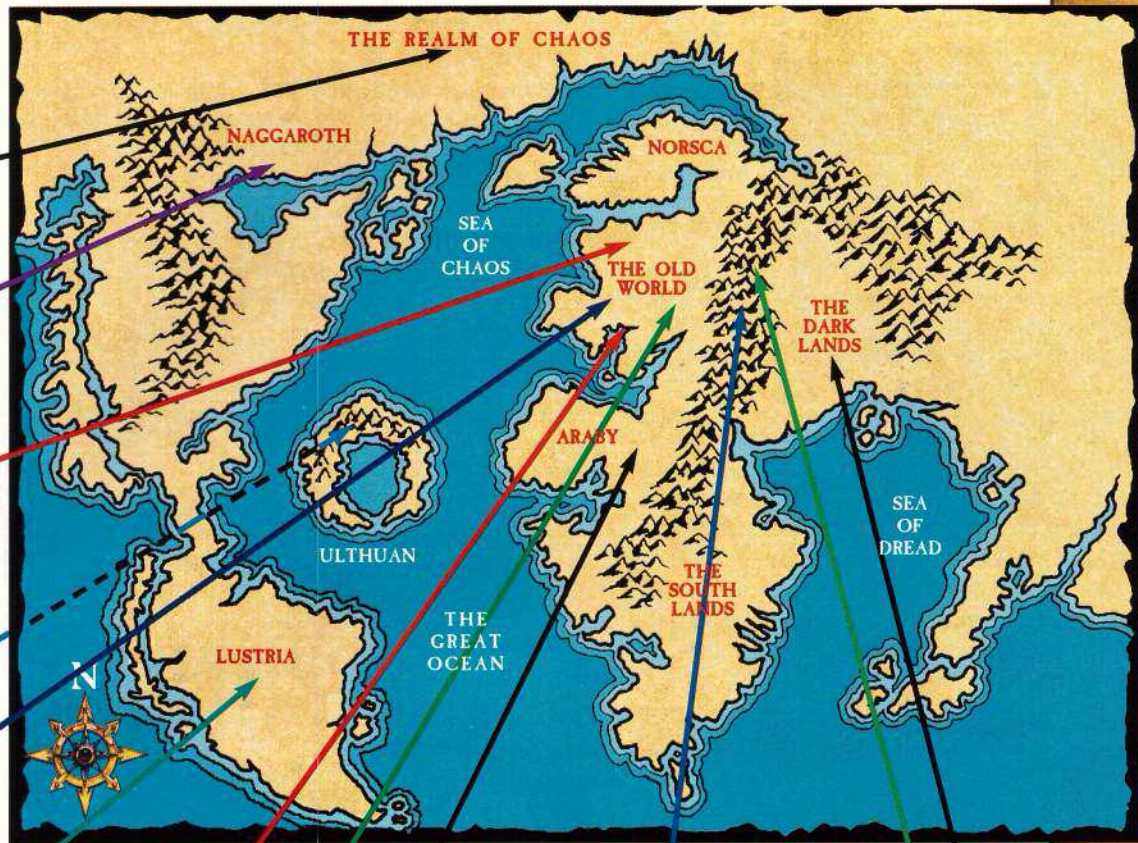 THE REALM OF CHAOS
NAGGAROTH
NORSCA
SEA
OF
CHAOS
THE OLD
WORLD
THE
DARK
LANDS
ARABY
ULTHUAN
SEA
OF
DREAD
THE
SOUTH
LANDS
THE
GREAT
OCEAN
LUSTRIA
N